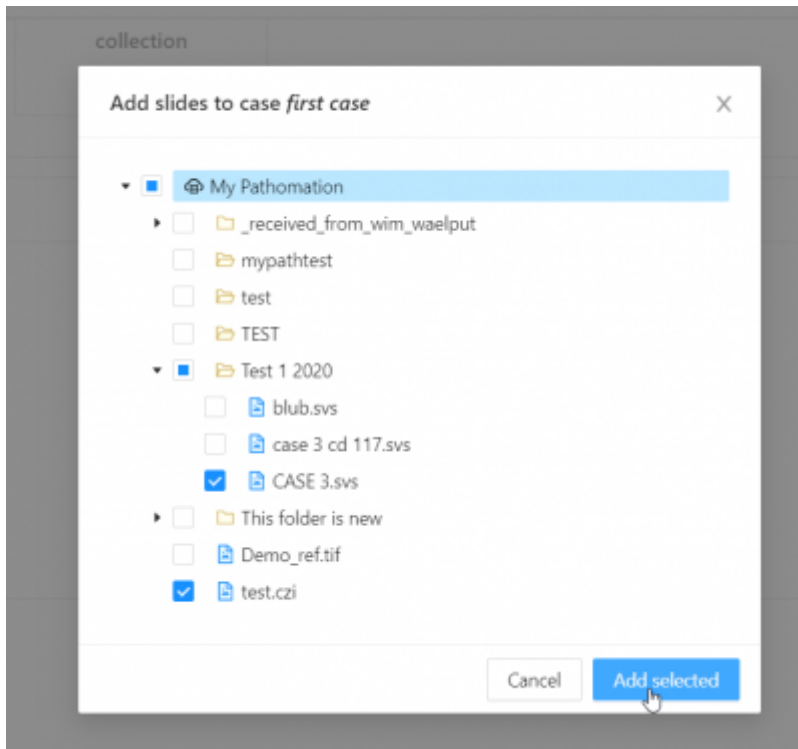 collection
Add slides to case first case
My Pathomation
_received_from_wim_waelput
mypathtest
test
TEST
Test 1 2020
blub.svs
case 3 cd 117.svs
CASE 3.svs
This folder is new
Demo_ref.tif
test.czi
Cancel Add selected